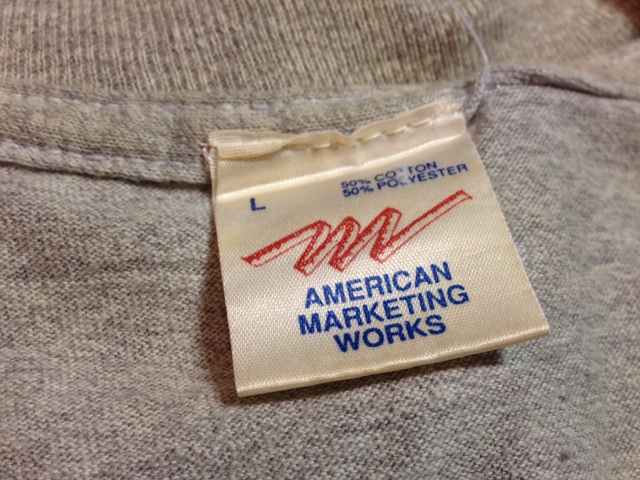 50% COTTON
50% POLYESTER
L
AMERICAN
MARKETING
WORKS